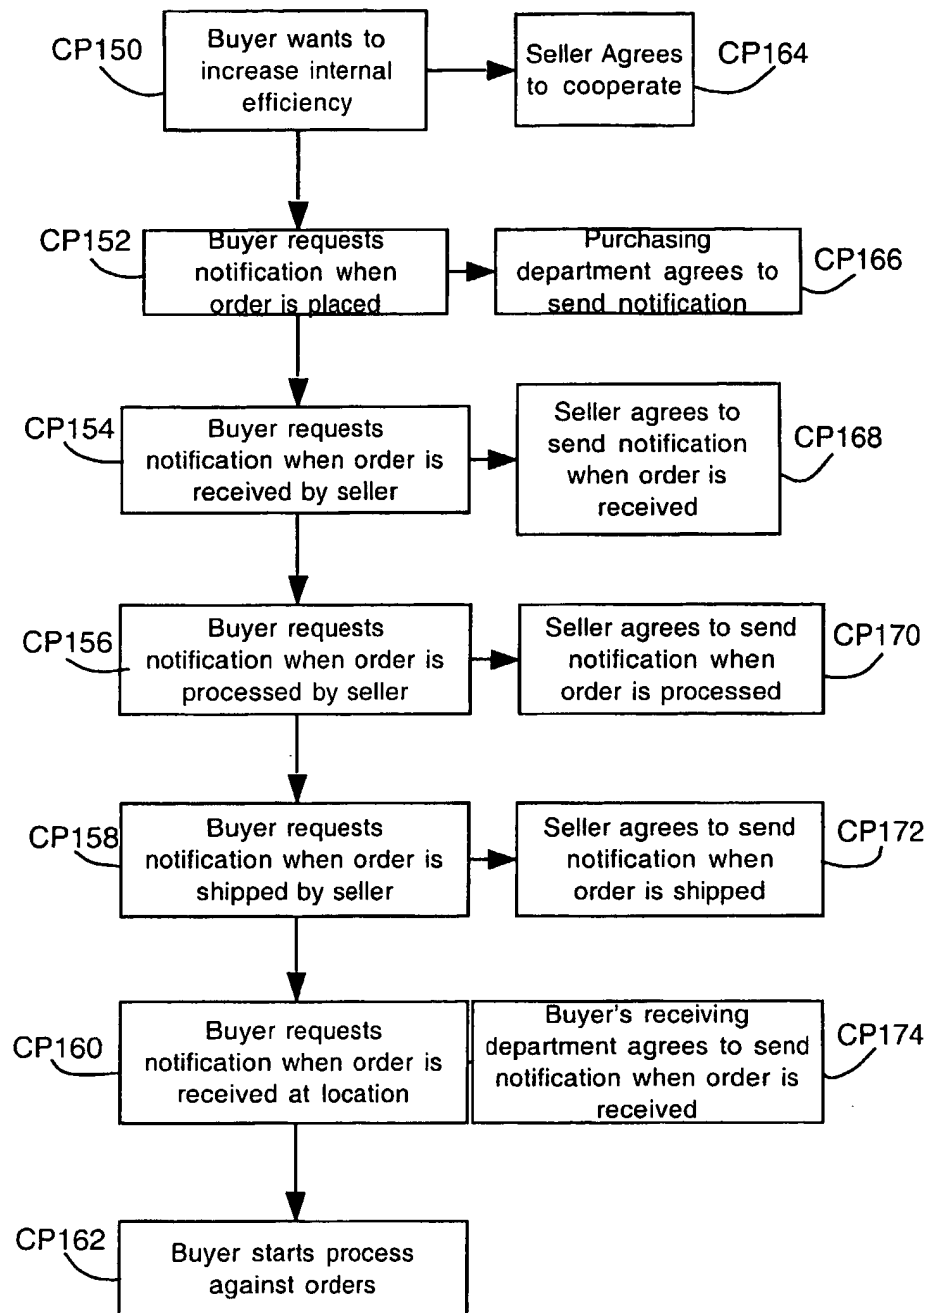 CP150
Buyer wants to
increase internal
efficiency
Seller Agrees
to cooperate
CP164
CP152
Buyer requests
notification when
order is placed
Purchasing
department agrees to
send notification
CP166
CP154
Buyer requests
notification when order is
received by seller
Seller agrees to
send notification
when order is
received
CP168
CP156
Buyer requests
notification when order is
processed by seller
Seller agrees to send
notification when
order is processed
CP170
CP158
Buyer requests
notification when order is
shipped by seller
Seller agrees to send
notification when
order is shipped
CP172
CP160
Buyer requests
notification when order is
received at location
Buyer's receiving
department agrees to send
notification when order is
received
CP174
CP162
Buyer starts process
against orders